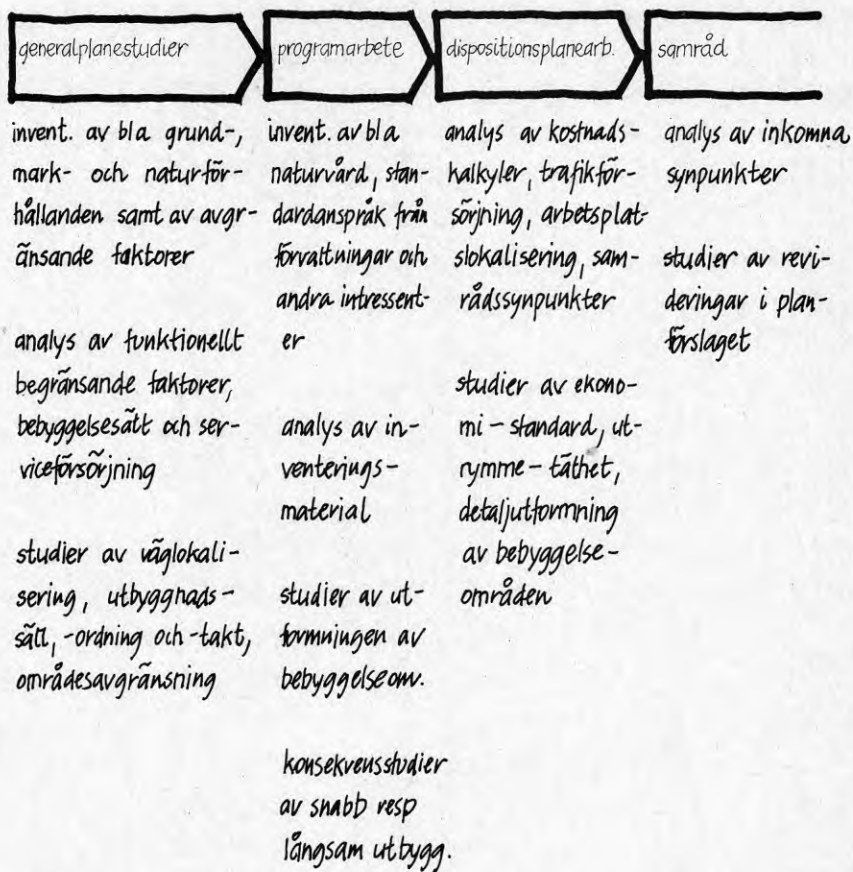 generalplanestudier
invent. av bla grund-,
mark- och naturför-
hållanden samt av avgr-
änsande faktorer
analys av funktionellt
begränsande faktorer,
bebyggelsesätt och ser-
viceförsörjning
studier av väglokali-
sering, utbyggnads-
sätt, -ordning och -takt,
områdesavgränsning
programarbete
invent. av bla
naturvård, stan-
dardanspråk från
förvaltningar och
andra intressent-
er
analys av in-
venterings-
material
studier av ut-
formningen av
bebyggelseomr.
konsekvensstudier
av snabb resp
långsam utbygg.
dispositionsplanearb.
analys av kostnads-
kalkyler, trafikför-
sörjning, arbetsplat-
slokalisering, sam-
rådssynpunkter
studier av ekono-
mi - standard, ut-
rymme - täthet,
detaljutformning
av bebyggelse-
områden
samråd
analys av inkomna
synpunkter
studier av revi-
deringar i plan-
förslaget